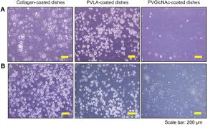 Collagen-coated dishes PVLA-coated dishes PVGlcNAc-coated dishes
A
B
Scale bar: 200 μm